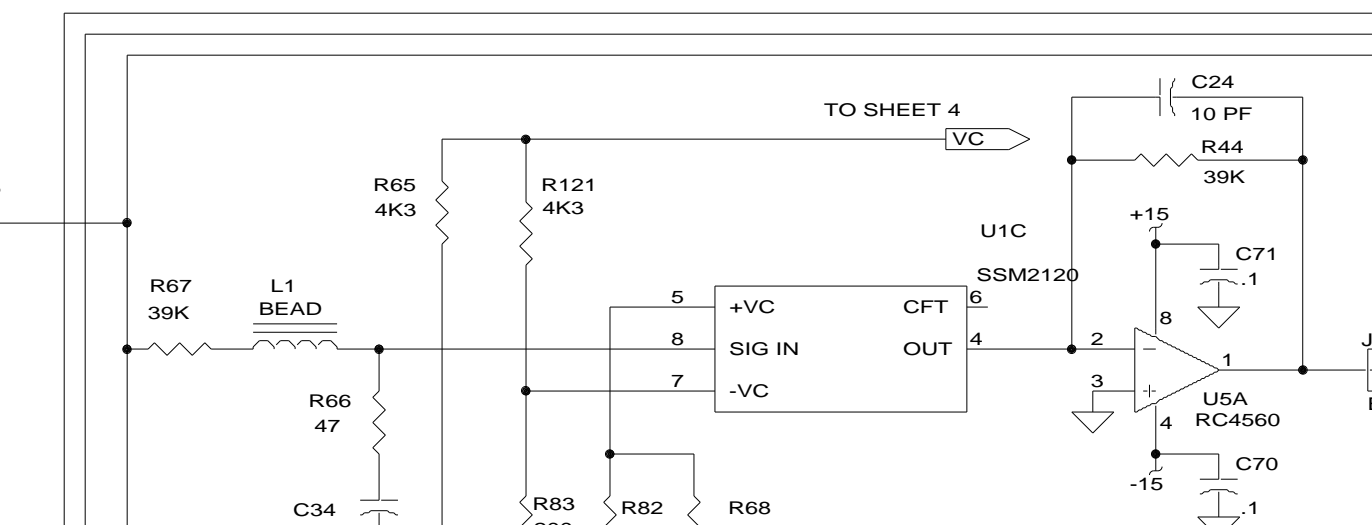 C24
10 PF
TO SHEET 4
VC
R44
39K
R65
4K3
R121
4K3
+15
U1C
C71
.1
SSM2120
R67
39K
L1
BEAD
5
+VC
CFT
6
8
8
SIG IN
OUT
4
2
7
-VC
3
1
U5A
RC4560
4
R66
47
-15
C70
.1
C34
R83
R82
R68